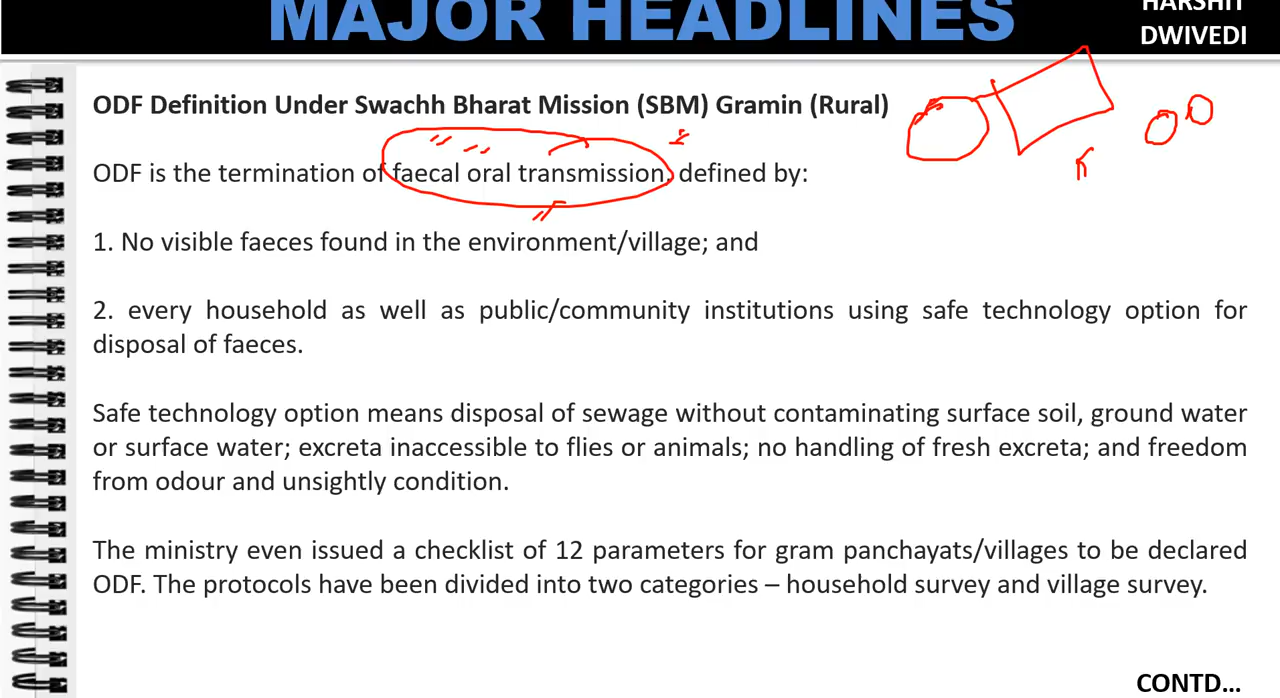 MAJOR HEADLINES
HARSHIT
DWIVEDI
ODF Definition Under Swachh Bharat Mission (SBM) Gramin (Rural)
ODF is the termination of faecal oral transmission, defined by:
1. No visible faeces found in the environment/village; and
2. every household as well as public/community institutions using safe technology option for
disposal of faeces.
Safe technology option means disposal of sewage without contaminating surface soil, ground water
or surface water; excreta inaccessible to flies or animals; no handling of fresh excreta; and freedom
from odour and unsightly condition.
The ministry even issued a checklist of 12 parameters for gram panchayats/villages to be declared
ODF. The protocols have been divided into two categories – household survey and village survey.
CONTD...